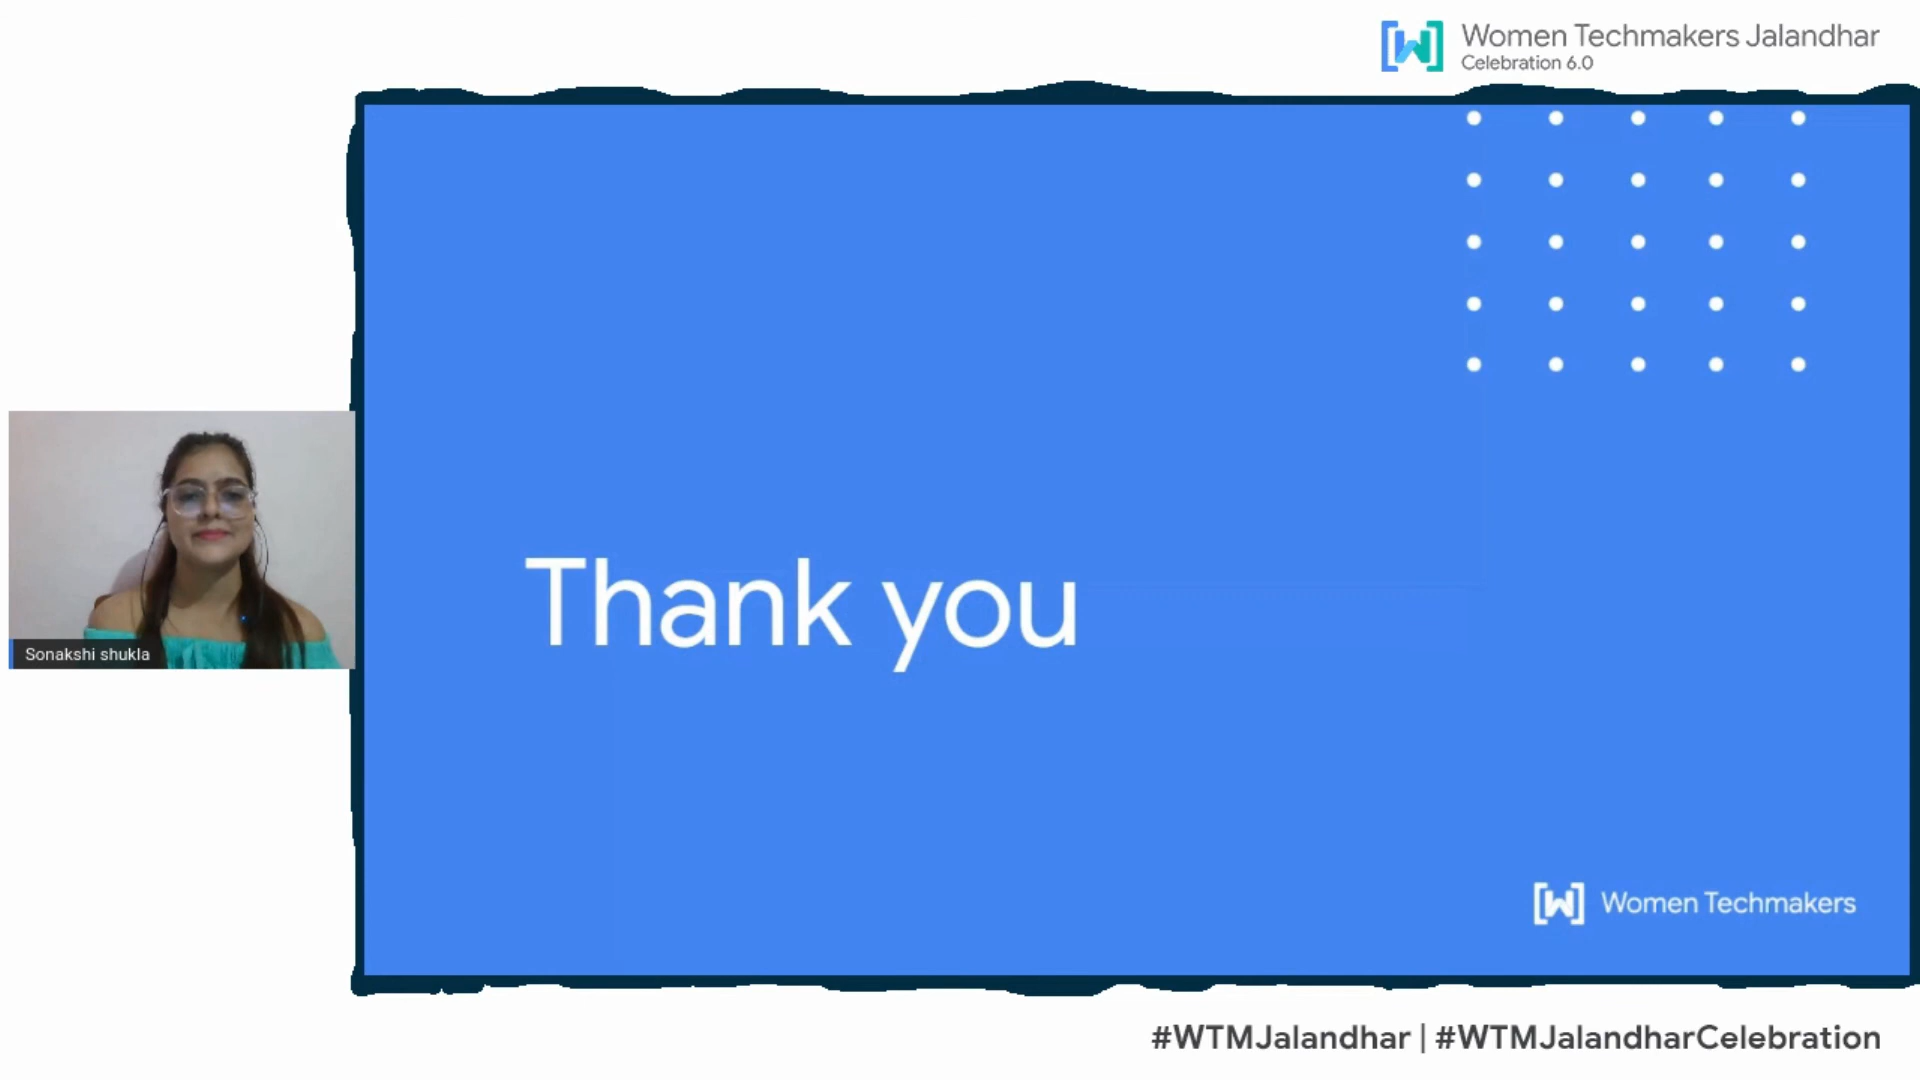 Women Techmakers Jalandhar
Celebration 6.0
Thank you
Sonakshi shukla
Women Techmakers
#WTMJalandhar | #WTMJalandharCelebration